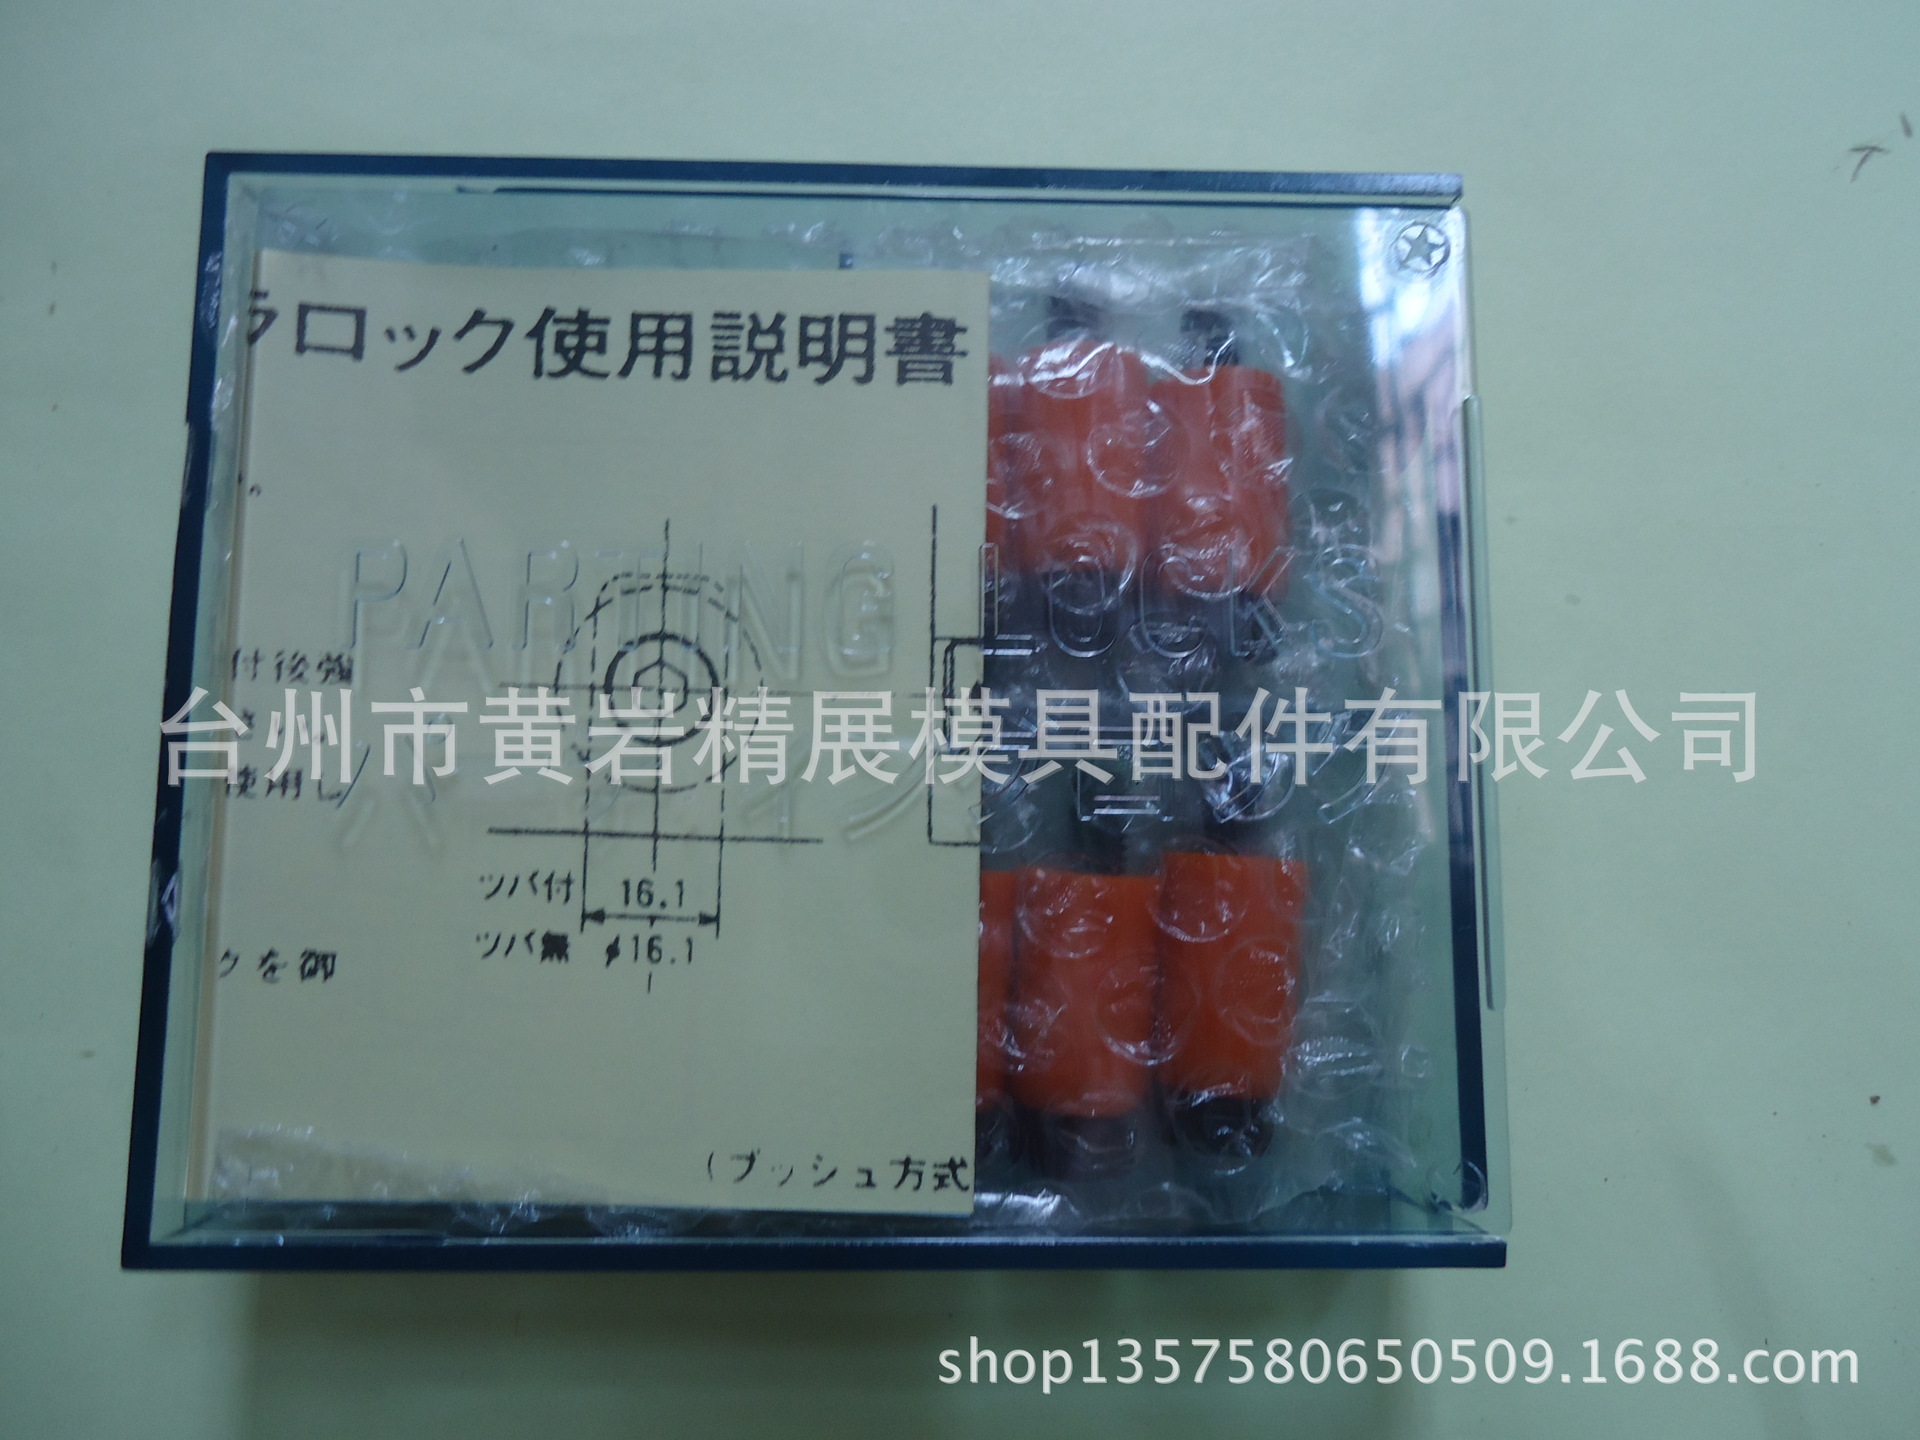 ラロック使用説明書
PARTING LOCKS
付後強
台州市黄岩精展模具配件有限公司
使用し
ツバ付 16.1
ツバ無 φ16.1
クを御
(プッシュ方式
shop1357580650509.1688.com